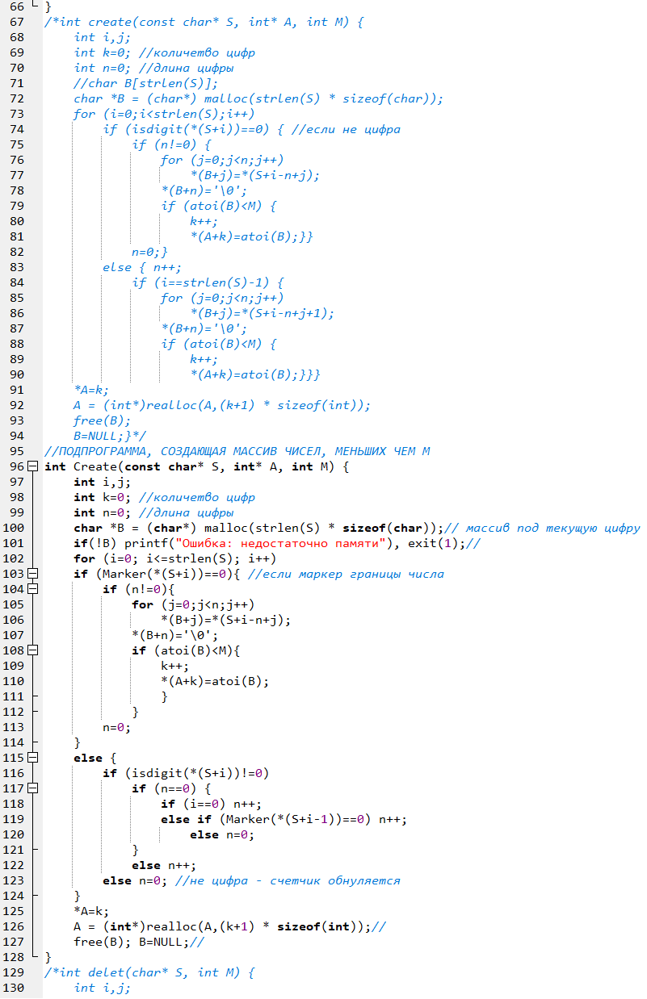 66 }
67 /*int create(const char* S, int* A, int M) {
68 int i,j;
69 int k=0; //количетво цифр
70 int n=0; //длина цифры
71 //char B[strlen(S)];
72 char *B = (char*) malloc(strlen(S) * sizeof(char));
73 for (i=0;i<strlen(S);i++)
74 if (isdigit(*(S+i))==0) { //если не цифра
75 if (n!=0) {
76 for (j=0;j<n;j++)
77 *(B+j)=*(S+i-n+j);
78 *(B+n)='\0';
79 if (atoi(B)<M) {
80 k++;
81 *(A+k)=atoi(B);}}
82 n=0;}
83 else { n++;
84 if (i==strlen(S)-1) {
85 for (j=0;j<n;j++)
86 *(B+j)=*(S+i-n+j+1);
87 *(B+n)='\0';
88 if (atoi(B)<M) {
89 k++;
90 *(A+k)=atoi(B);}}}
91 *A=k;
92 A = (int*)realloc(A,(k+1) * sizeof(int));
93 free(B);
94 B=NULL;}*/
95 //ПОДПРОГРАММА, СОЗДАЮЩАЯ МАССИВ ЧИСЕЛ, МЕНЬШИХ ЧЕМ М
96 int Create(const char* S, int* A, int M) {
97 int i,j;
98 int k=0; //количетво цифр
99 int n=0; //длина цифры
100 char *B = (char*) malloc(strlen(S) * sizeof(char));// массив под текущую цифру
101 if(!B) printf("Ошибка: недостаточно памяти"), exit(1);//
102 for (i=0; i<=strlen(S); i++)
103 if (Marker(*(S+i))==0){ //если маркер границы числа
104 if (n!=0){
105 for (j=0;j<n;j++)
106 *(B+j)=*(S+i-n+j);
107 *(B+n)='\0';
108 if (atoi(B)<M){
109 k++;
110 *(A+k)=atoi(B);
111 }
112 }
113 n=0;
114 }
115 else {
116 if (isdigit(*(S+i))!=0)
117 if (n==0) {
118 if (i==0) n++;
119 else if (Marker(*(S+i-1))==0) n++;
120 else n=0;
121 }
122 else n++;
123 else n=0; //не цифра - счетчик обнуляется
124 }
125 *A=k;
126 A = (int*)realloc(A,(k+1) * sizeof(int));//
127 free(B); B=NULL;//
128 }
129 /*int delet(char* S, int M) {
130 int i,j;